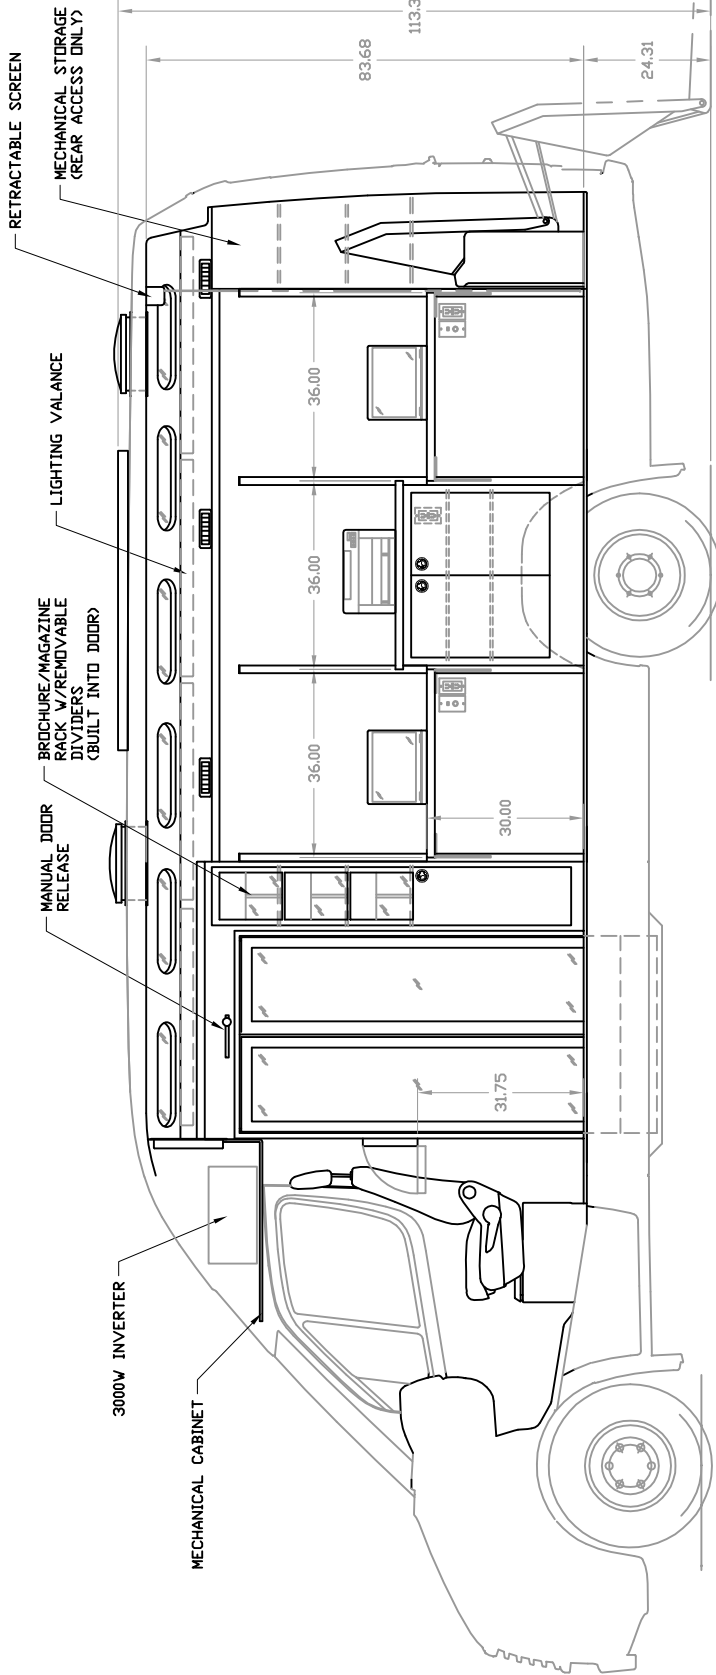 3000W INVERTER
MECHANICAL CABINET
MANUAL DOOR
RELEASE
BROCHURE/MAGAZINE
RACK W/REMOVABLE
DIVIDERS
(BUILT INTO DOOR)
LIGHTING VALANCE
RETRACTABLE SCREEN
MECHANICAL STORAGE
(REAR ACCESS ONLY)
36.00
36.00
36.00
30.00
31.75
83.68
24.31
113.3